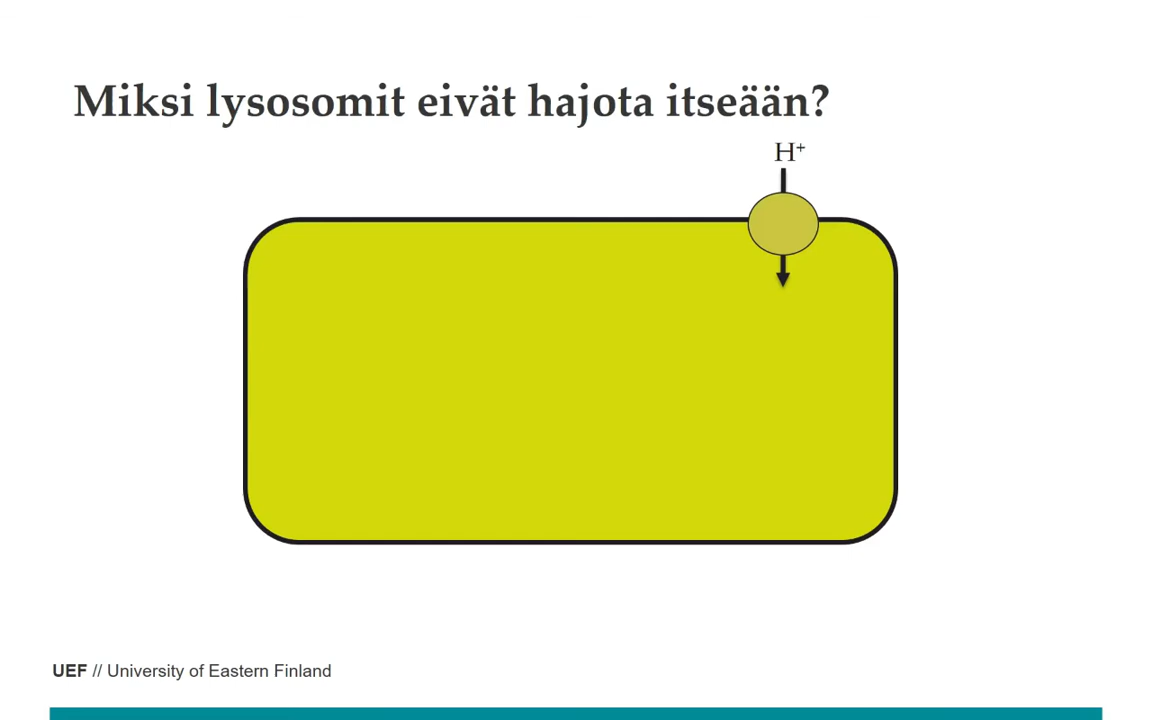 Miksi lysosomit eivät hajota itseään?
H⁺
UEF // University of Eastern Finland